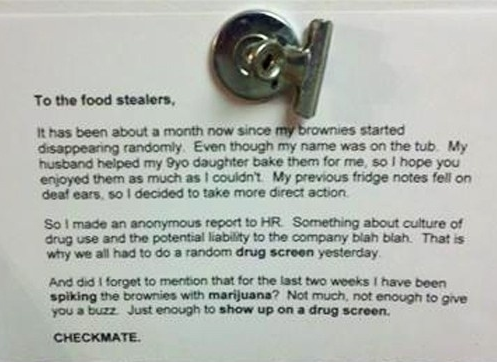 To the food stealers,
It has been about a month now since my brownies started
disappearing randomly. Even though my name was on the tub. My
husband helped my 9yo daughter bake them for me, so I hope you
enjoyed them as much as I couldn't. My previous fridge notes fell on
deaf ears, so I decided to take more direct action.
So I made an anonymous report to HR. Something about culture of
drug use and the potential liability to the company blah blah. That is
why we all had to do a random drug screen yesterday.
And did I forget to mention that for the last two weeks I have been
spiking the brownies with marijuana? Not much, not enough to give
you a buzz. Just enough to show up on a drug screen.
CHECKMATE.